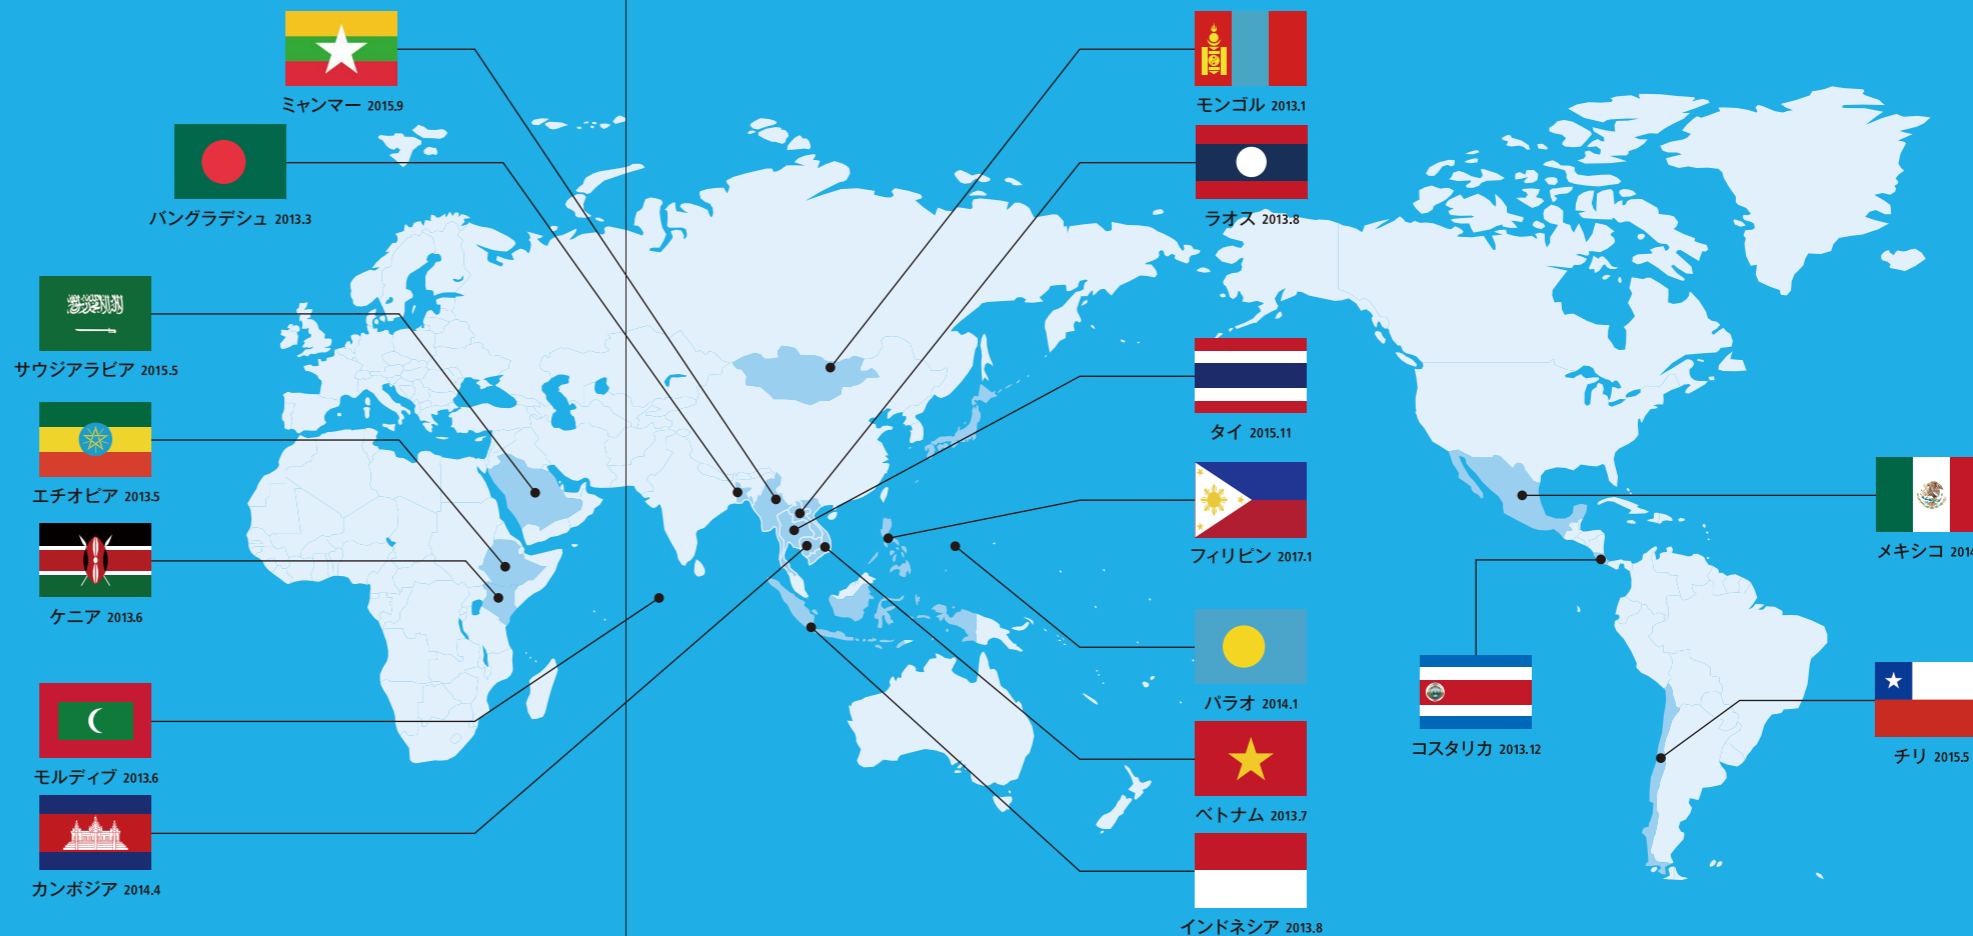 ミャンマー 2015.9
バングラデシュ 2013.3
サウジアラビア 2015.5
エチオピア 2013.5
ケニア 2013.6
モルディブ 2013.6
カンボジア 2014.4
モンゴル 2013.1
ラオス 2013.8
タイ 2015.11
フィリピン 2017.1
パラオ 2014.1
ベトナム 2013.7
インドネシア 2013.8
コスタリカ 2013.12
メキシコ 2014
チリ 2015.5